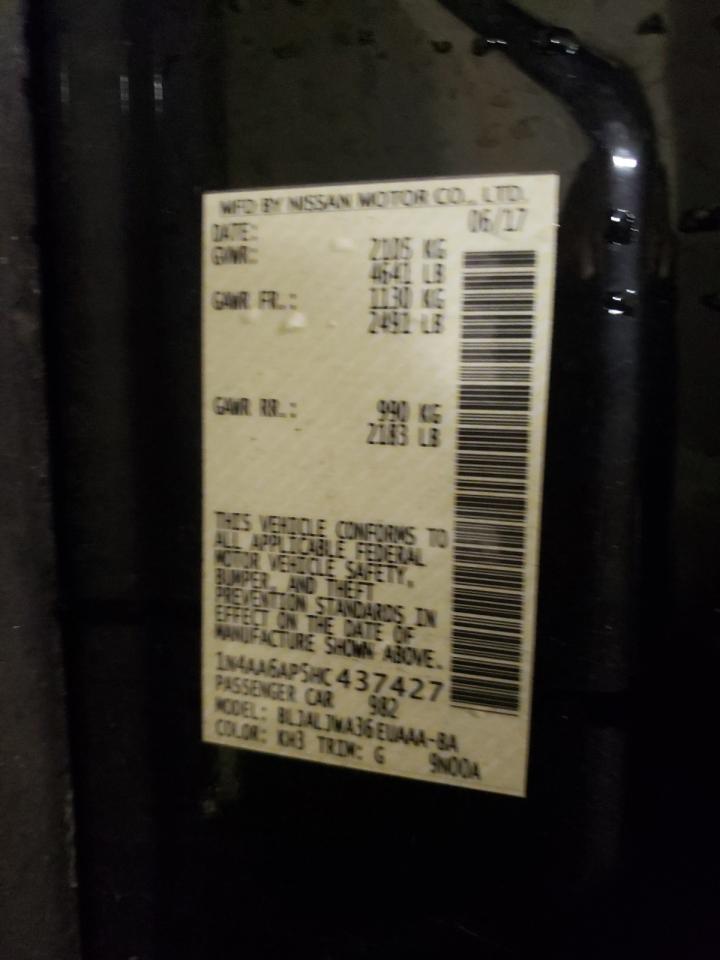 MFD BY NISSAN MOTOR CO., LTD.
DATE: 06/17
GVWR: 2105 KG
4641 LB
GAWR FR.: 1130 KG
2491 LB
GAWR RR.: 990 KG
2183 LB
THIS VEHICLE CONFORMS TO
ALL APPLICABLE FEDERAL
MOTOR VEHICLE SAFETY,
BUMPER, AND THEFT
PREVENTION STANDARDS IN
EFFECT ON THE DATE OF
MANUFACTURE SHOWN ABOVE.
1N4AA6AP5HC437427
PASSENGER CAR 982
MODEL: BLJALJWA36EUAAA-BA
COLOR: KH3 TRIM: G 9N00A